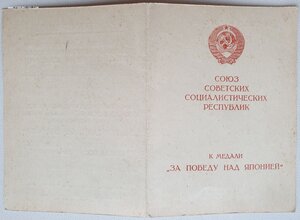 СОЮЗ
СОВЕТСКИХ
СОЦИАЛИСТИЧЕСКИХ
РЕСПУБЛИК
К МЕДАЛИ
„ЗА ПОБЕДУ НАД ЯПОНИЕЙ“